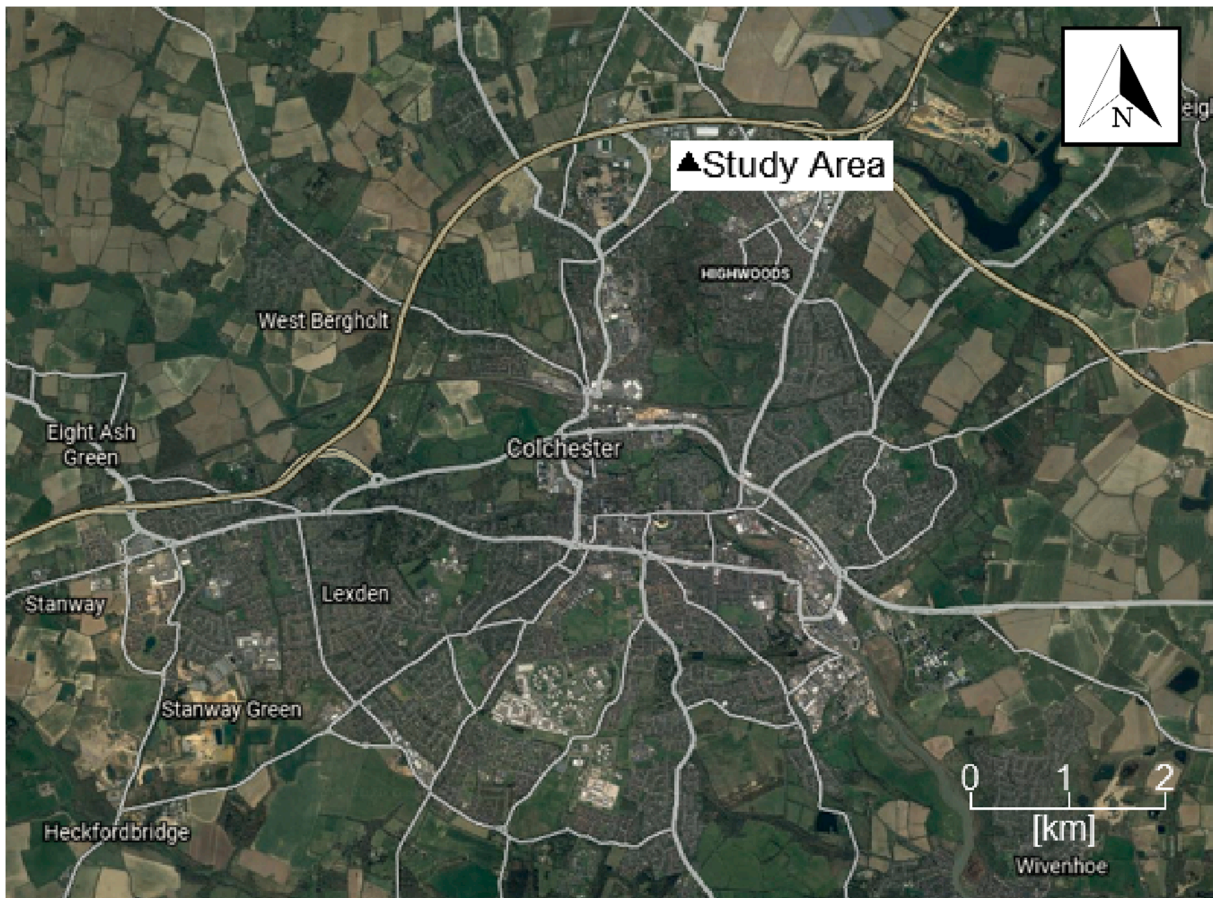 N
eigh
Study Area
HIGHWOODS
West Bergholt
Eight Ash
Green
Colchester
Lexden
Stanway
Stanway Green
0 1 2
[km]
Heckfordbridge
Wivenhoe